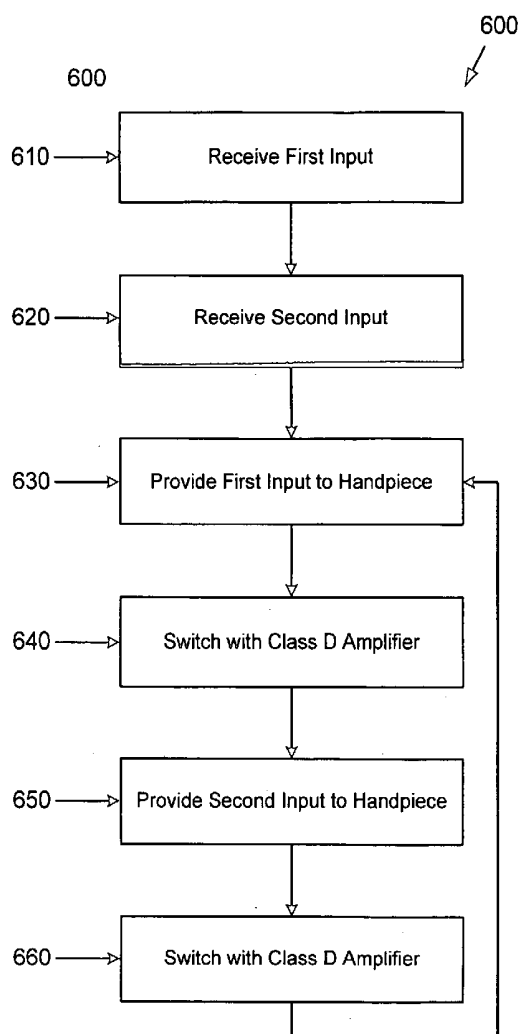 600
600
610 Receive First Input
620 Receive Second Input
630 Provide First Input to Handpiece
640 Switch with Class D Amplifier
650 Provide Second Input to Handpiece
660 Switch with Class D Amplifier